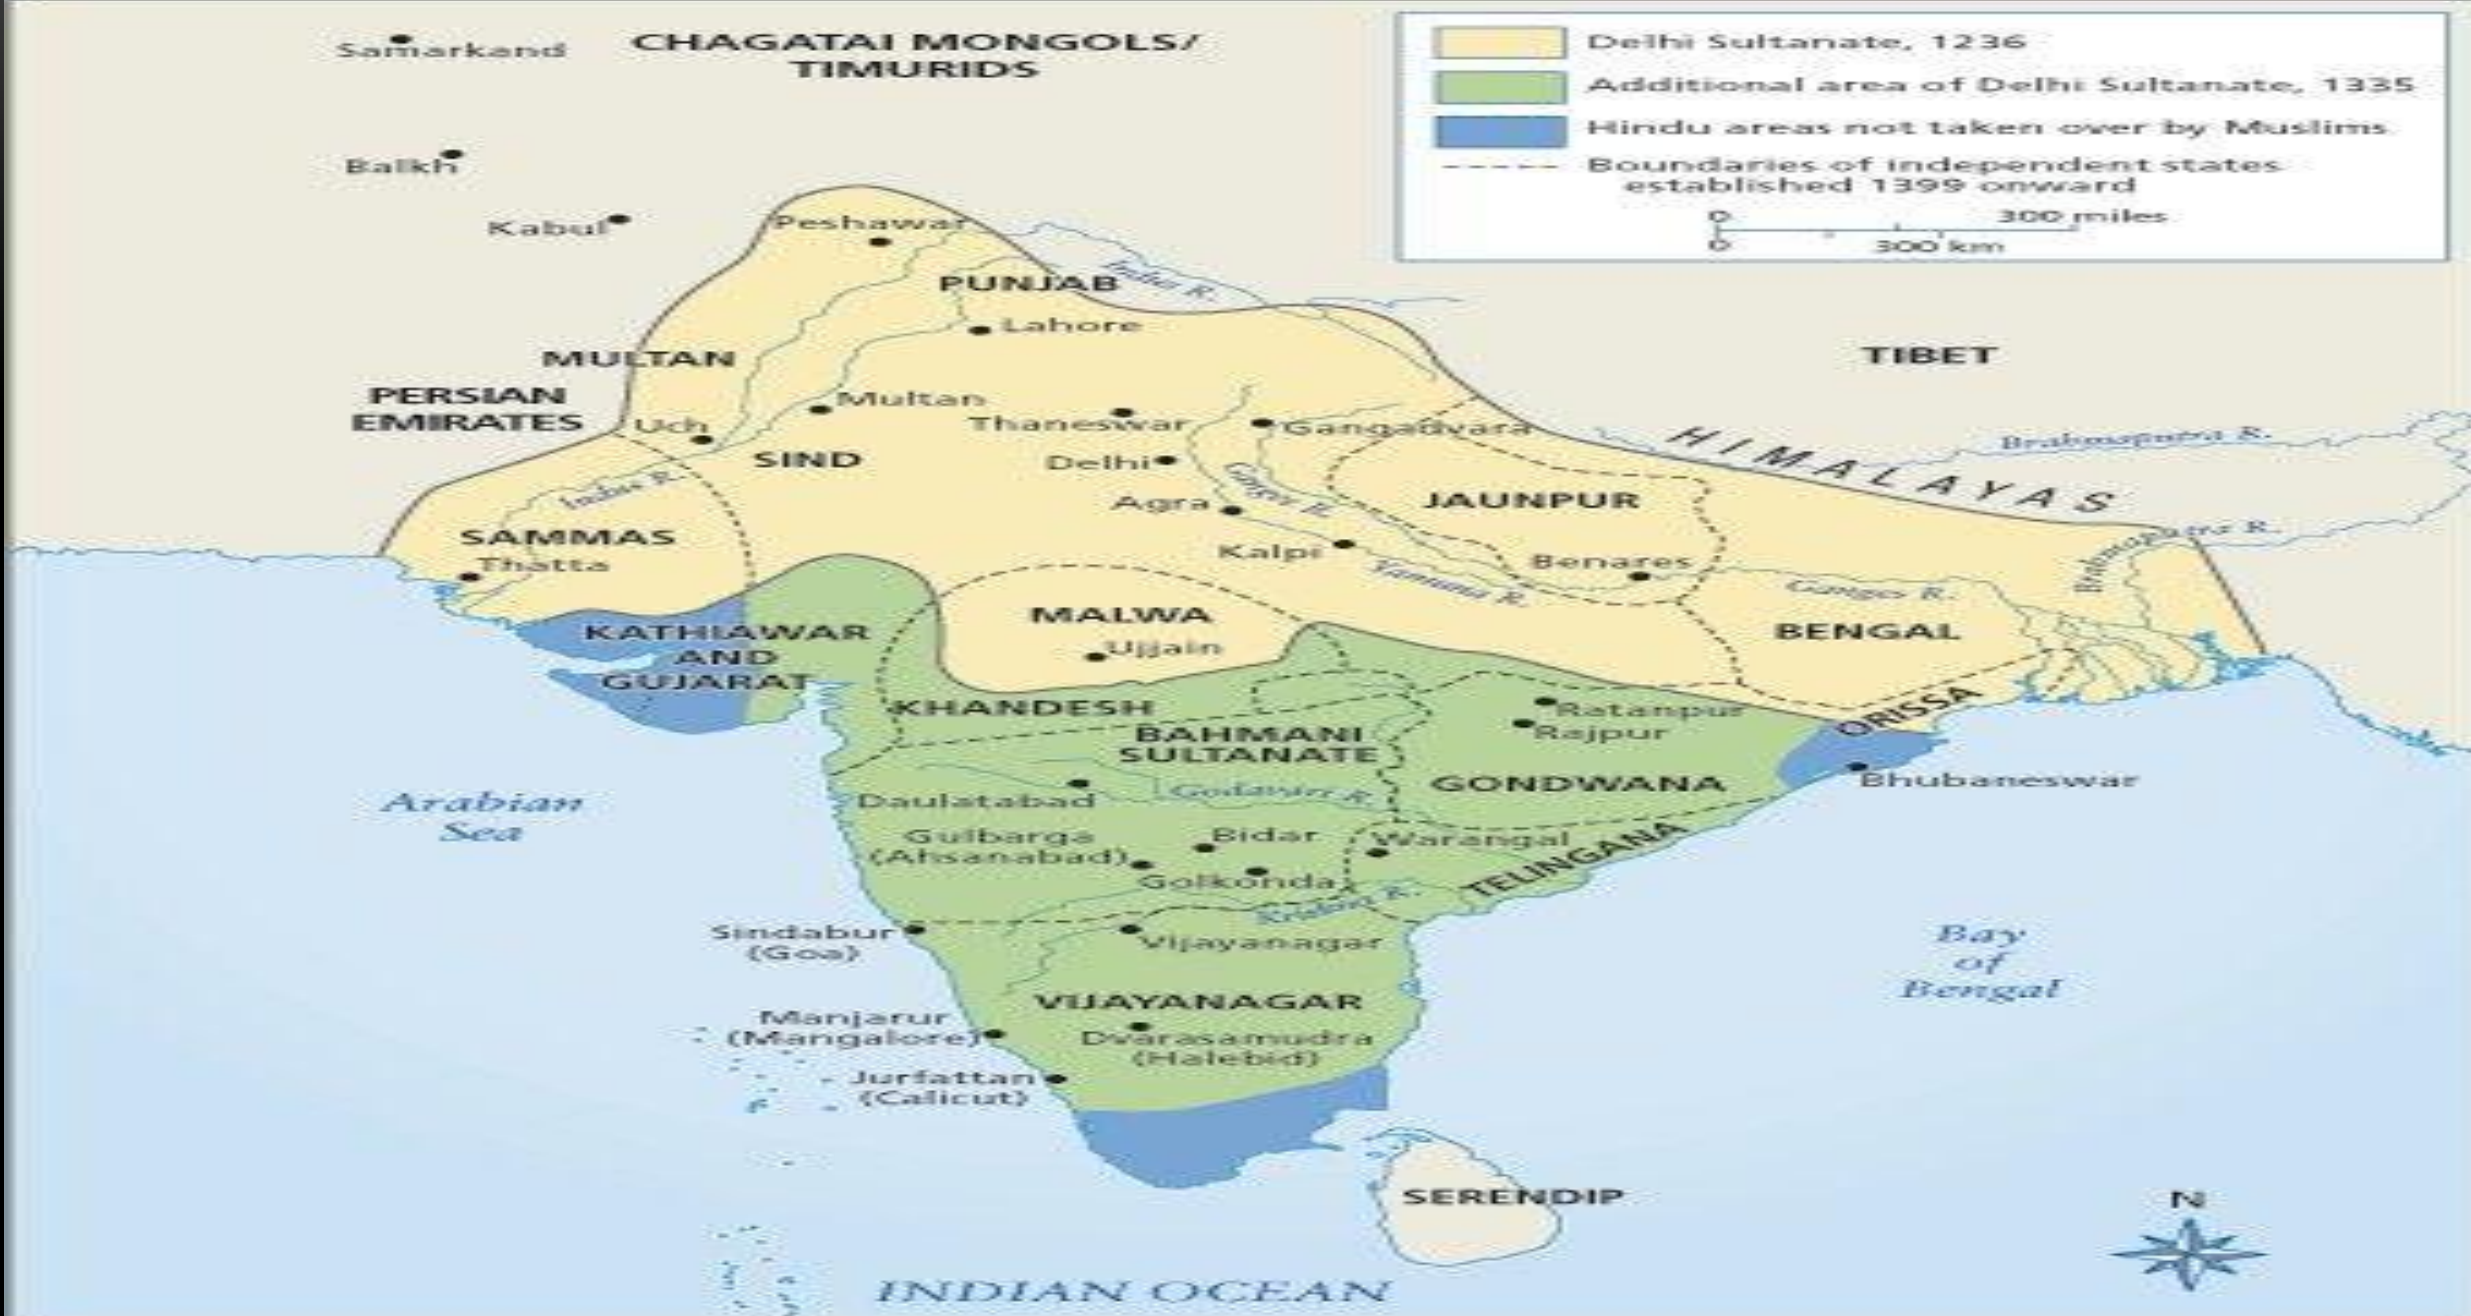 Samarkand
CHAGATAI MONGOLS/
TIMURIDS
Delhi Sultanate, 1236
Additional area of Delhi Sultanate, 1335
Hindu areas not taken over by Muslims
Boundaries of independent states
established 1399 onward
0
300 miles
0
300 km
Balkh
Kabul
Peshawar
PUNJAB
Indus R.
Lahore
MULTAN
TIBET
PERSIAN
EMIRATES
Multan
Uch
Thaneswar
Gangadvara
HIMALAYAS
Brahmaputra R.
SIND
Delhi
Ganges R.
Indus R.
Agra
JAUNPUR
SAMMAS
Thatta
Kalpi
Benares
Yamuna R.
Ganges R.
Brahmaputra R.
MALWA
Ujjain
BENGAL
KATHIAWAR
AND
GUJARAT
KHANDESH
BAHMANI
SULTANATE
Ratanpur
Rajpur
ORISSA
GONDWANA
Bhubaneswar
Arabian
Sea
Daulatabad
Godavari R.
Gulbarga
(Ahsanabad)
Bidar
Warangal
Golkonda
TELINGANA
Krishna R.
Sindabur
(Goa)
Vijayanagar
Bay
of
Bengal
VIJAYANAGAR
Manjarur
(Mangalore)
Dvarasamudra
(Halebid)
Jurfattan
(Calicut)
SERENDIP
N
INDIAN OCEAN